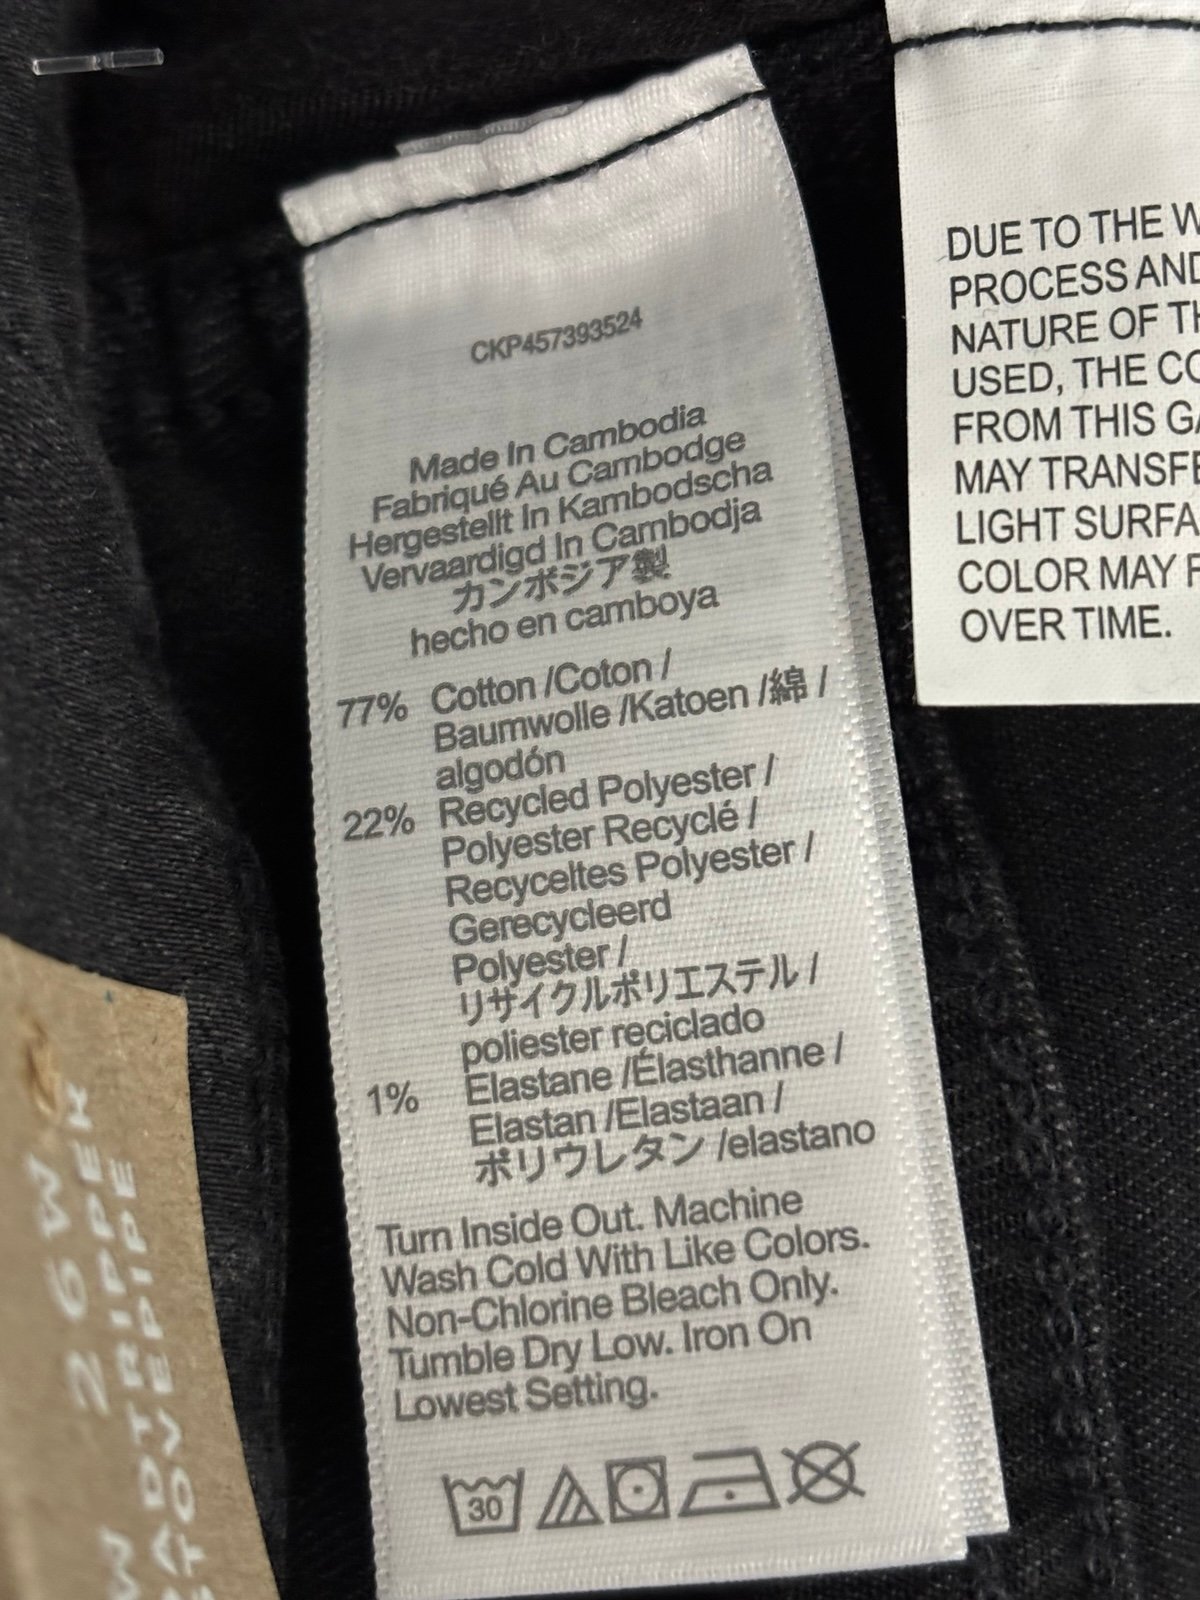 CKP457393524
Made In Cambodia
Fabriqué Au Cambodge
Hergestellt In Kambodscha
Vervaardigd In Cambodja
カンボジア製
hecho en camboya
77% Cotton /Coton /
Baumwolle /Katoen /綿 /
algodón
22% Recycled Polyester /
Polyester Recyclé /
Recyceltes Polyester /
Gerecycleerd
Polyester /
リサイクルポリエステル /
poliester reciclado
1% Elastane /Élasthanne /
Elastan /Elastaan /
ポリウレタン /elastano
Turn Inside Out. Machine
Wash Cold With Like Colors.
Non-Chlorine Bleach Only.
Tumble Dry Low. Iron On
Lowest Setting.
30
DUE TO THE
PROCESS AND
NATURE OF
USED, THE
FROM THIS
MAY
LIGHT
COLOR MAY
OVER TIME.
26W
RIPPER
STOVEPIPE